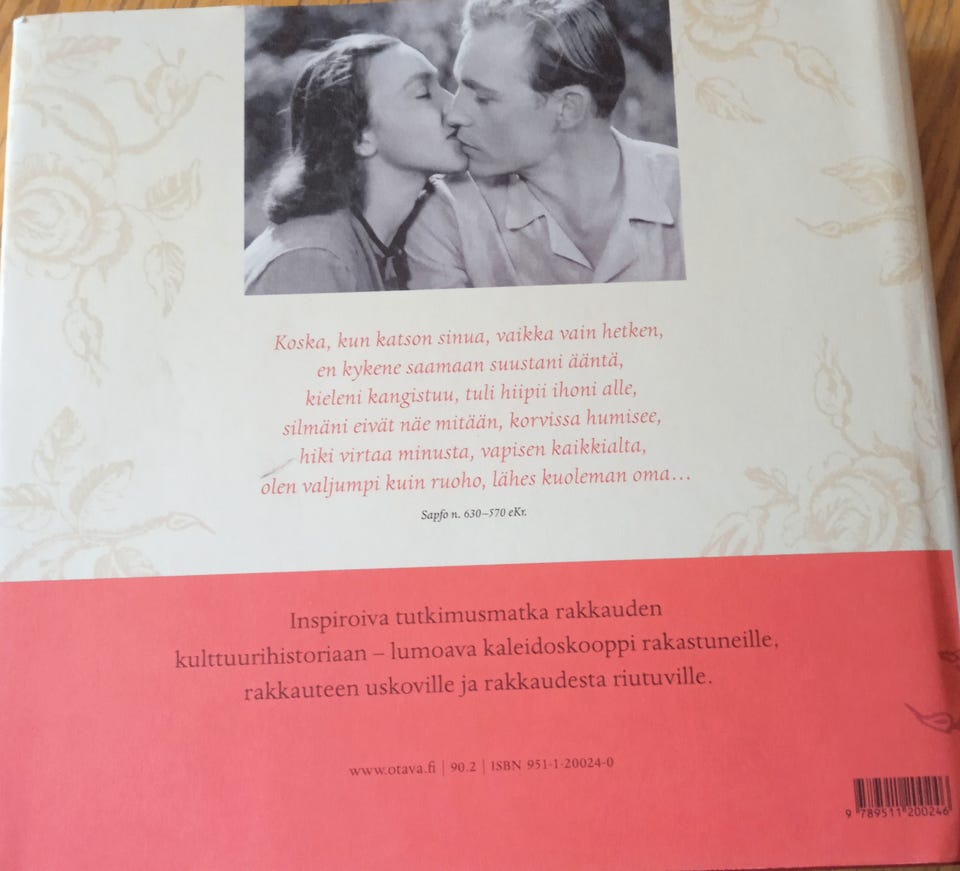 Koska, kun katson sinua, vaikka vain hetken,
en kykene saamaan suustani ääntä,
kieleni kangistuu, tuli hiipii ihoni alle,
silmäni eivät näe mitään, korvissa humisee,
hiki virtaa minusta, vapisen kaikkialta,
olen valjumpi kuin ruoho, lähes kuoleman oma...
Sapfo n. 630–570 eKr.
Inspiroiva tutkimusmatka rakkauden
kulttuurihistoriaan – lumoava kaleidoskooppi rakastuneille,
rakkauteen uskoville ja rakkaudesta riutuville.
www.otava.fi | 90.2 | ISBN 951-1-20024-0
9 789511 200246